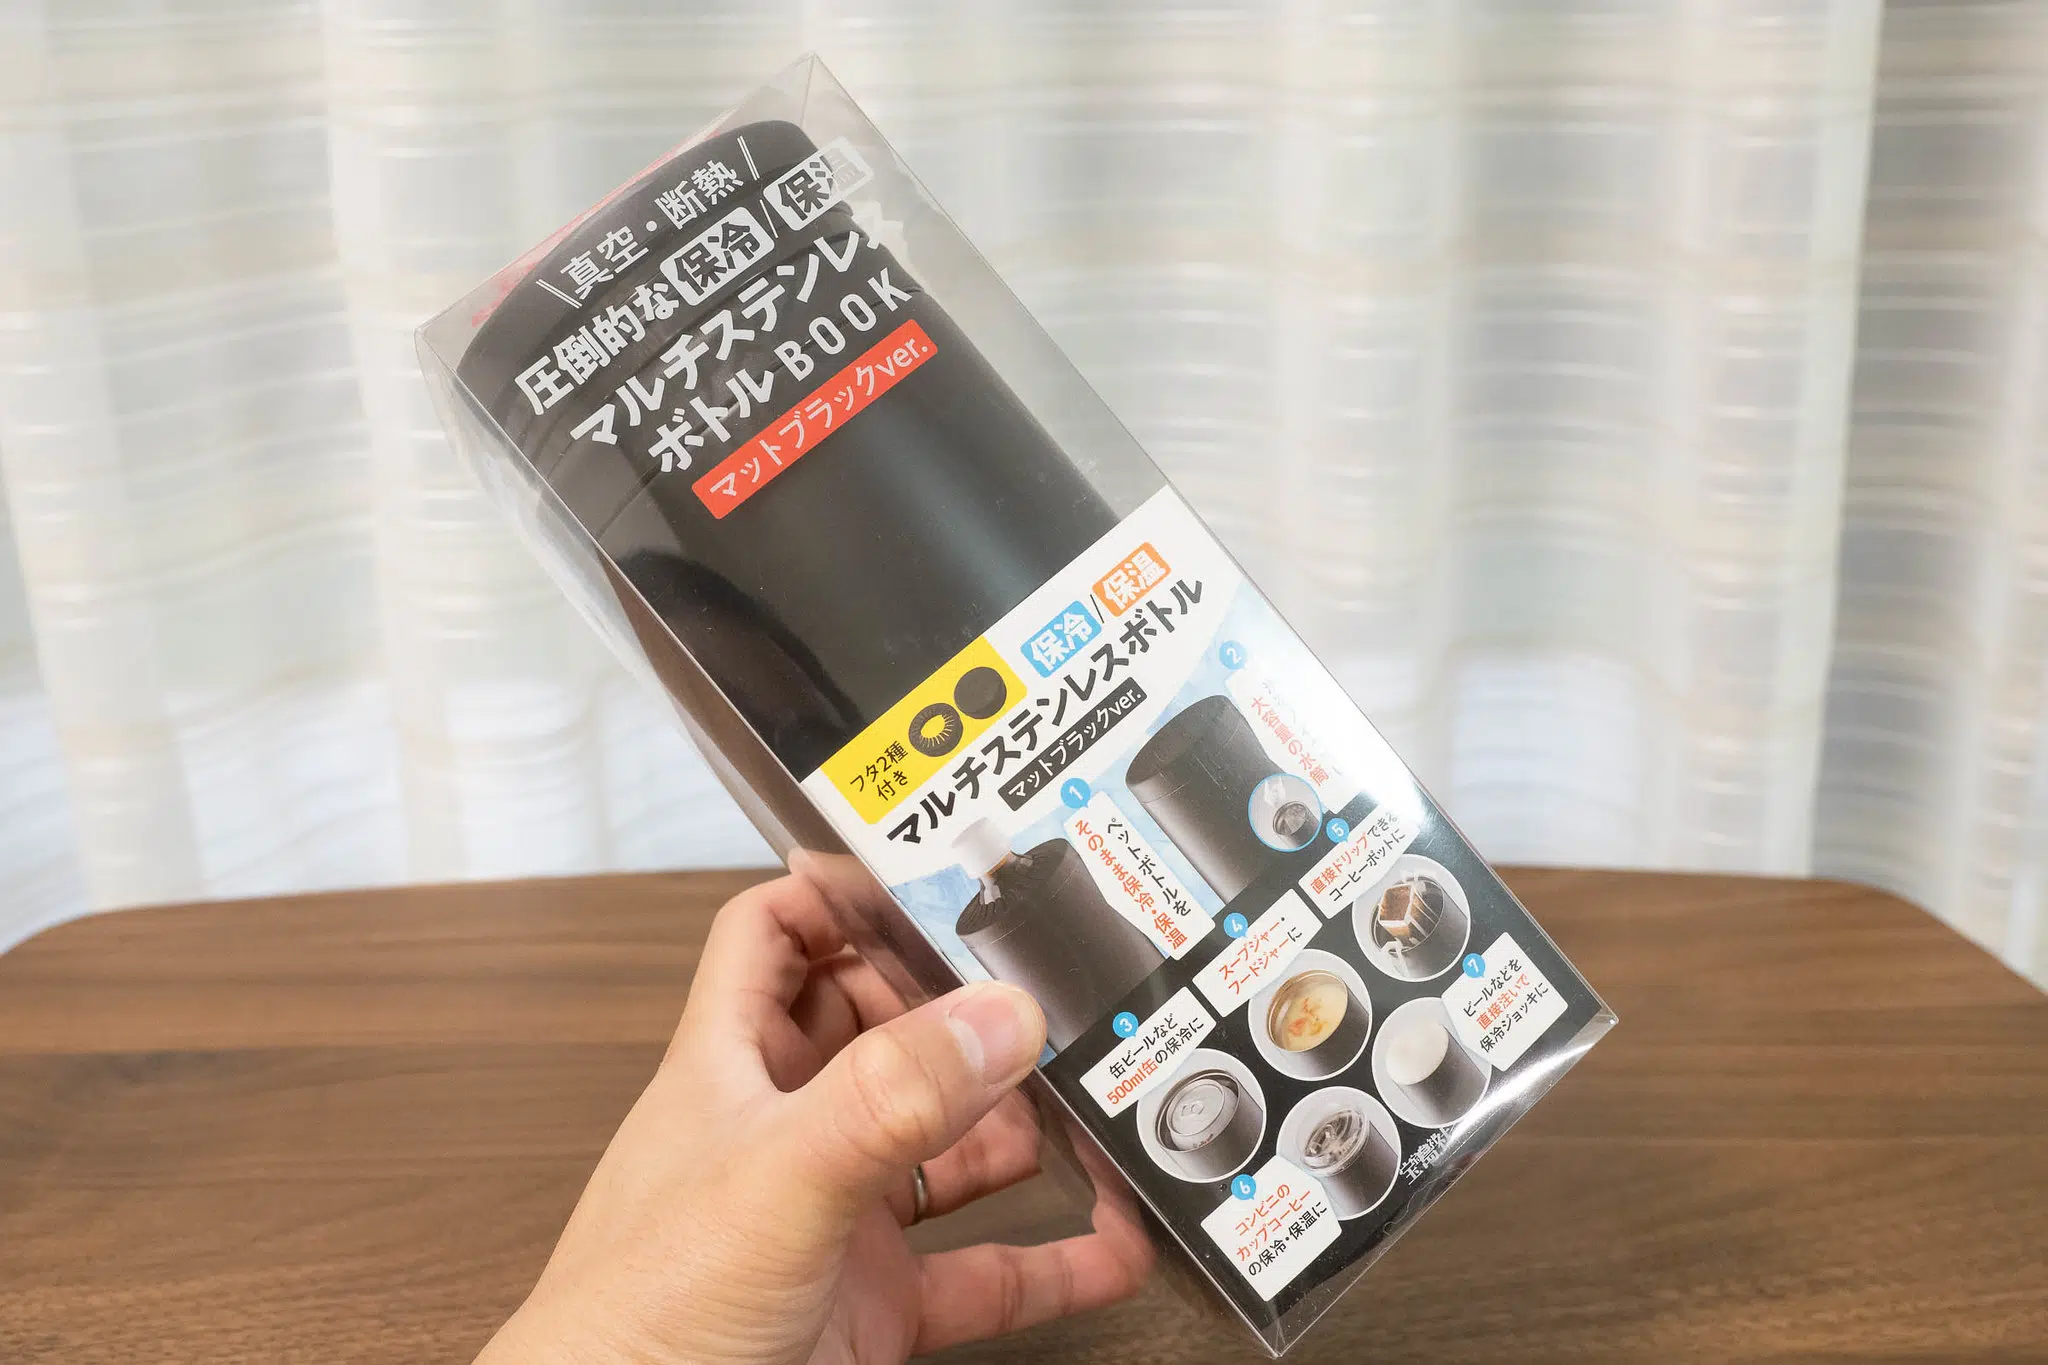 真空・断熱
圧倒的な保冷/保温
マルチステンレス
ボトルBOOK
マットブラックver.
フタ2種
付き
保冷/保温
マルチステンレスボトル
マットブラックver.
1
ペットボトルを
そのまま保冷・保温
2
大容量の水筒に
3
缶ビールなど
500ml缶の保冷に
4
スープジャー・
フードジャーに
5
直接ドリップできる
コーヒーポットに
6
コンビニの
カップコーヒー
の保冷・保温に
7
ビールなどを
直接注いで
保冷ジョッキに
宝島社